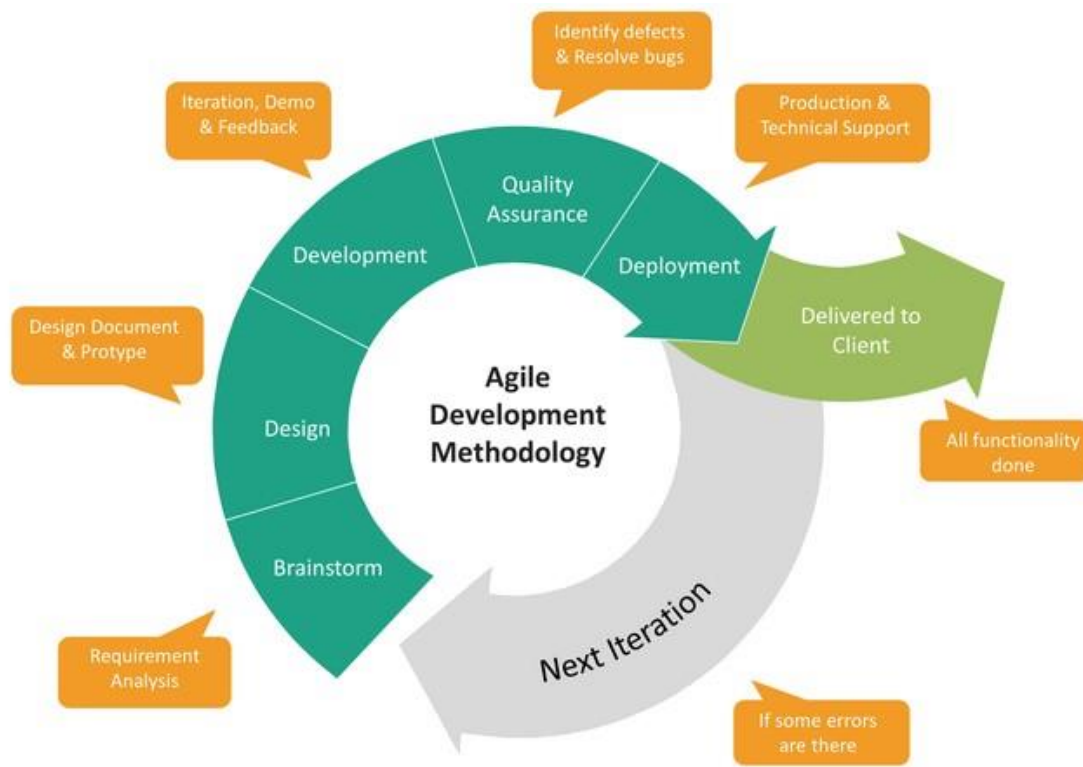 Identify defects
& Resolve bugs
Iteration, Demo
& Feedback
Production &
Technical Support
Quality
Assurance
Development
Deployment
Delivered to
Client
Design Document
& Protype
Agile
Development
Methodology
Design
All functionality
done
Brainstorm
Next Iteration
Requirement
Analysis
If some errors
are there